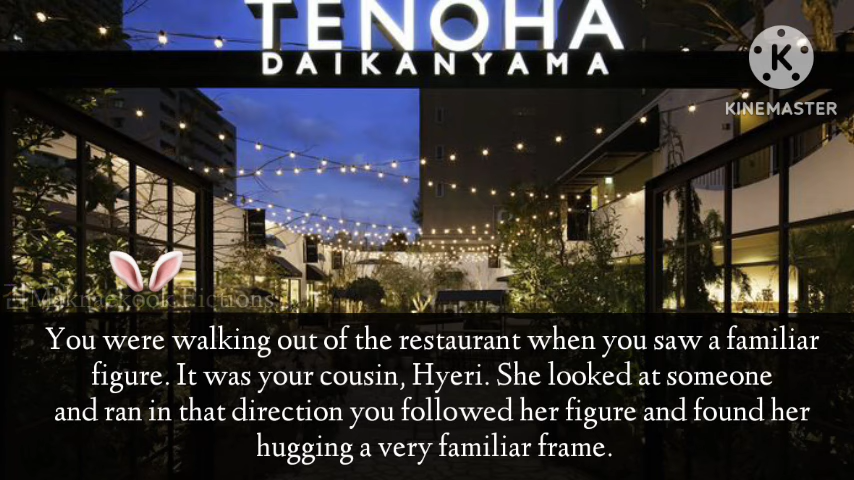 TENOHA
DAIKANYAMA
K
KINEMASTER
You were walking out of the restaurant when you saw a familiar
figure. It was your cousin, Hyeri. She looked at someone
and ran in that direction you followed her figure and found her
hugging a very familiar frame.